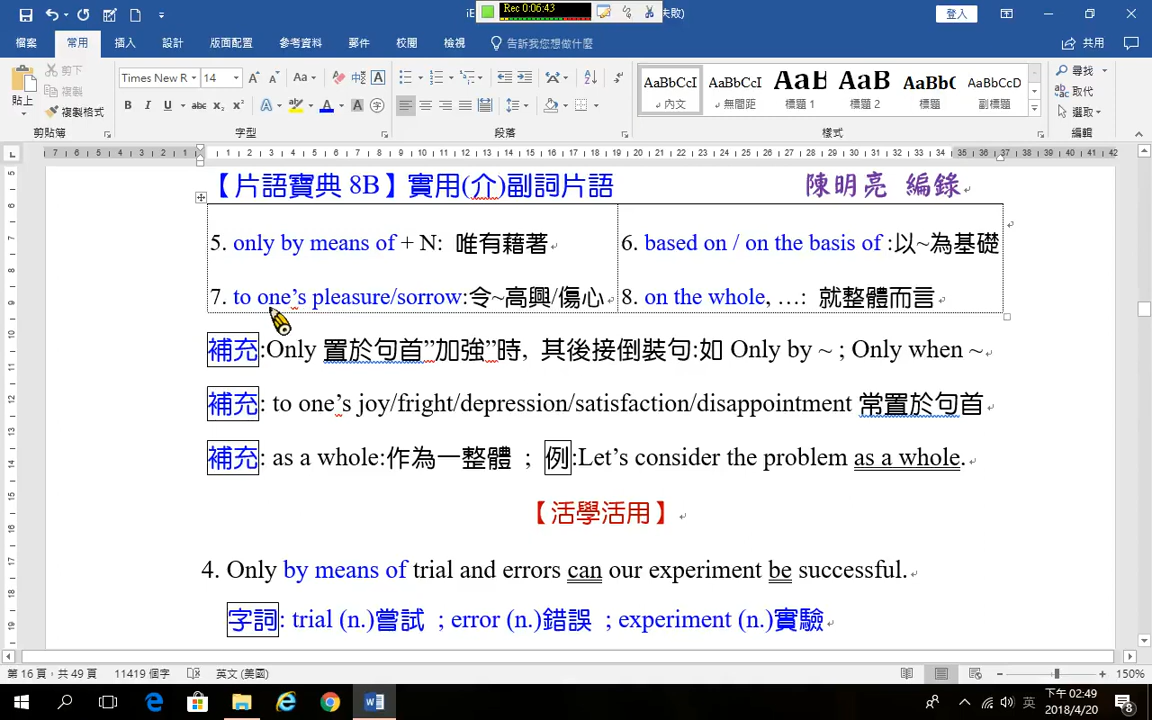 Rec 0:06:43
iE
失敗)
登入
檔案 常用 插入 設計 版面配置 參考資料 郵件 校閱 檢視 告訴我您想做什麼 共用
貼上 剪下 複製 複製格式
Times New R 14
AaBbCcI AaBbCcI AaBb AaBb AaBbC AaBbCcD
內文 無間距 標題 1 標題 2 標題 副標題
尋找 取代 選取
剪貼簿 字型 段落 樣式 編輯
【片語寶典 8B】實用(介)副詞片語 陳明亮 編錄
5. only by means of + N: 唯有藉著 6. based on / on the basis of :以~為基礎
7. to one’s pleasure/sorrow:令~高興/傷心 8. on the whole, …: 就整體而言
補充:Only 置於句首”加強”時, 其後接倒裝句:如 Only by ~ ; Only when ~
補充: to one’s joy/fright/depression/satisfaction/disappointment 常置於句首
補充: as a whole:作為一整體 ; 例:Let’s consider the problem as a whole.
【活學活用】
4. Only by means of trial and errors can our experiment be successful.
字詞: trial (n.)嘗試 ; error (n.)錯誤 ; experiment (n.)實驗
第 16 頁，共 49 頁 11419 個字 英文 (美國) 150%
英 下午 02:49
2018/4/20 8